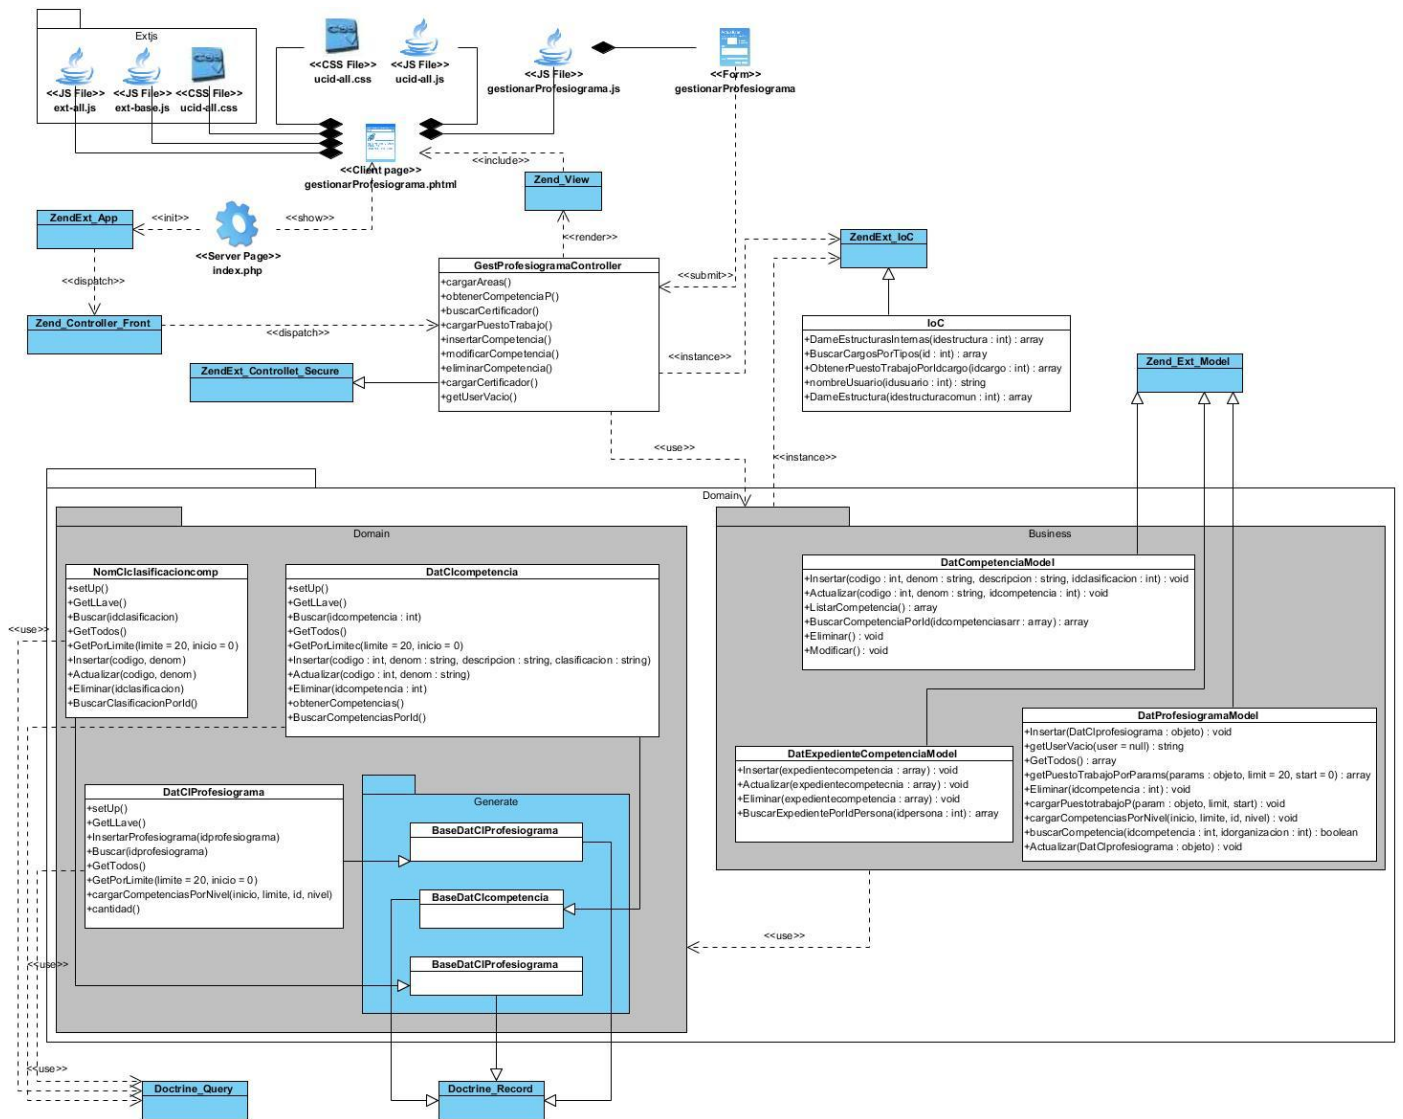 Extjs
<<JS File>>
ext-all.js
<<JS File>>
ext-base.js
<<CSS File>>
ucid-all.css
<<CSS File>>
ucid-all.css
<<JS File>>
ucid-all.js
<<JS File>>
gestionarProfesiograma.js
<<Form>>
gestionarProfesiograma
<<Client page>>
gestionarProfesiograma.phtml
<<include>>
Zend_View
ZendExt_App
<<init>>
<<show>>
<<Server Page>>
index.php
<<render>>
<<submit>>
ZendExt_IoC
<<dispatch>>
Zend_Controller_Front
<<dispatch>>
GestProfesiogramaController
+cargarAreas()
+obtenerCompetenciaP()
+buscarCertificador()
+cargarPuestoTrabajo()
+insertarCompetencia()
+modificarCompetencia()
+eliminarCompetencia()
+cargarCertificador()
+getUserVacio()
ZendExt_Controllet_Secure
<<instance>>
IoC
+DameEstructurasInternas(idestructura : int) : array
+BuscarCargosPorTipos(id : int) : array
+ObtenerPuestoTrabajoPorIdcargo(idcargo : int) : array
+nombreUsuario(idusuario : int) : string
+DameEstructura(idestructuracomun : int) : array
Zend_Ext_Model
<<use>>
<<instance>>
Domain
Domain
NomClclasificacioncomp
+setUp()
+GetLLave()
+Buscar(idclasificacion)
+GetTodos()
+GetPorLimite(limite = 20, inicio = 0)
+Insertar(codigo, denom)
+Actualizar(codigo, denom)
+Eliminar(idclasificacion)
+BuscarClasificacionPorId()
DatClcompetencia
+setUp()
+GetLLave()
+Buscar(idcompetencia : int)
+GetTodos()
+GetPorLimitec(limite = 20, inicio = 0)
+Insertar(codigo : int, denom : string, descripcion : string, clasificacion : string)
+Actualizar(codigo : int, denom : string)
+Eliminar(idcompetencia : int)
+obtenerCompetencias()
+BuscarCompetenciasPorId()
<<use>>
DatClProfesiograma
+setUp()
+GetLLave()
+InsertarProfesiograma(idprofesiograma)
+Buscar(idprofesiograma)
+GetTodos()
+GetPorLimite(limite = 20, inicio = 0)
+cargarCompetenciasPorNivel(inicio, limite, id, nivel)
+cantidad()
Generate
BaseDatClProfesiograma
BaseDatClcompetencia
BaseDatClProfesiograma
<<use>>
<<use>>
Business
DatCompetenciaModel
+Insertar(codigo : int, denom : string, descripcion : string, idclasificacion : int) : void
+Actualizar(codigo : int, denom : string, idcompetencia : int) : void
+ListarCompetencia() : array
+BuscarCompetenciaPorId(idcompetenciasarr : array) : array
+Eliminar() : void
+Modificar() : void
DatExpedienteCompetenciaModel
+Insertar(expedientecompetencia : array) : void
+Actualizar(expedientecompetecnia : array) : void
+Eliminar(expedientecompetencia : array) : void
+BuscarExpedientePorIdPersona(idpersona : int) : array
DatProfesiogramaModel
+Insertar(DatClprofesiograma : objeto) : void
+getUserVacio(user = null) : string
+GetTodos() : array
+getPuestoTrabajoPorParams(params : objeto, limit = 20, start = 0) : array
+Eliminar(idcompetencia : int) : void
+cargarPuestotrabajoP(param : objeto, limit, start) : void
+cargarCompetenciasPorNivel(inicio, limite, id, nivel) : void
+buscarCompetencia(idcompetencia : int, idorganizacion : int) : boolean
+Actualizar(DatClprofesiograma : objeto) : void
<<use>>
Doctrine_Query
Doctrine_Record